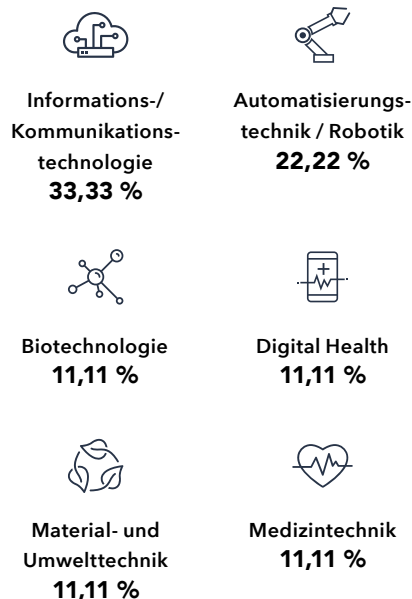 Informations-/
Kommunikations-
technologie
33,33 %
Automatisierungs-
technik / Robotik
22,22 %
Biotechnologie
11,11 %
Digital Health
11,11 %
Material- und
Umwelttechnik
11,11 %
Medizintechnik
11,11 %